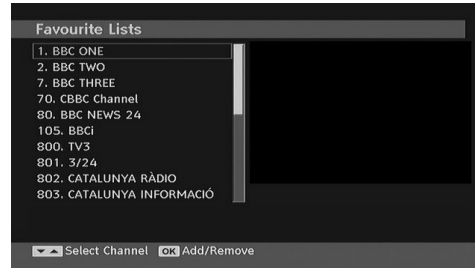 Favourite Lists
1. BBC ONE
2. BBC TWO
7. BBC THREE
70. CBBC Channel
80. BBC NEWS 24
105. BBCi
800. TV3
801. 3/24
802. CATALUNYA RÀDIO
803. CATALUNYA INFORMACIÓ
Select Channel OK Add/Remove